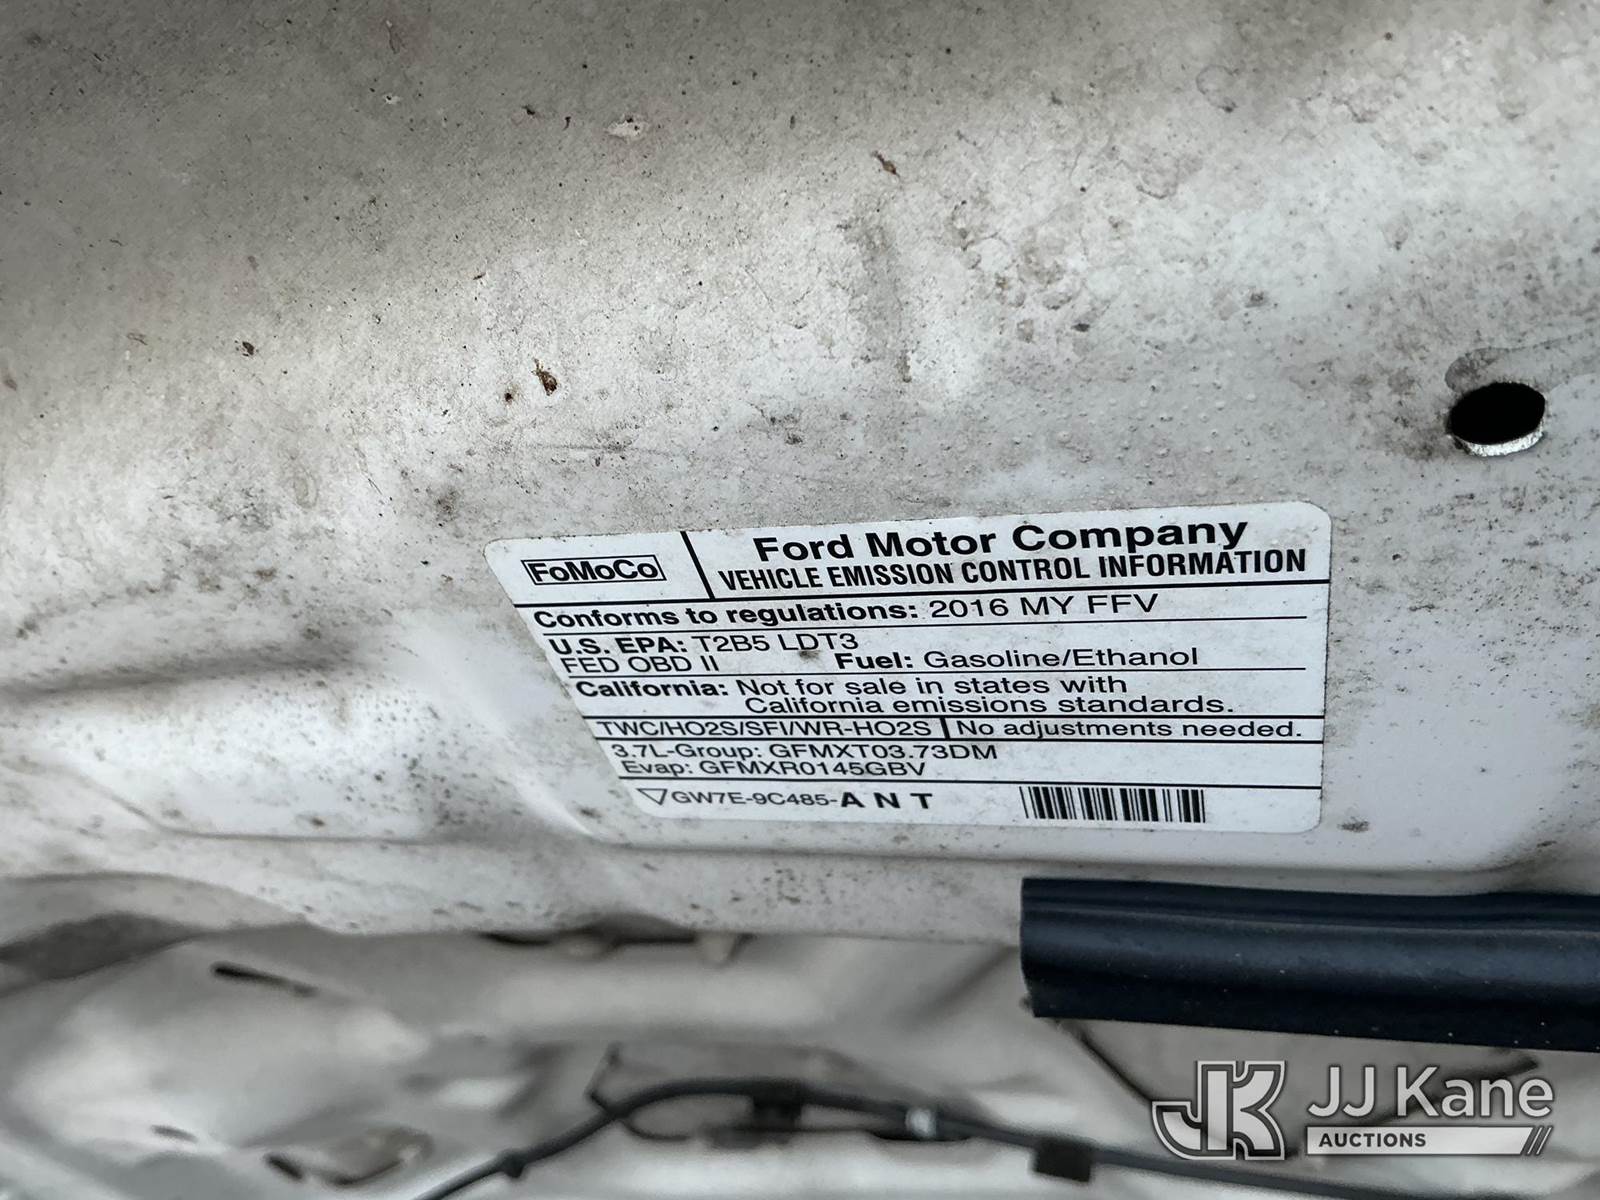 FoMoCo
Ford Motor Company
VEHICLE EMISSION CONTROL INFORMATION
Conforms to regulations: 2016 MY FFV
U.S. EPA: T2B5 LDT3
FED OBD II Fuel: Gasoline/Ethanol
California: Not for sale in states with
California emissions standards.
TWC/HO2S/SFI/WR-HO2S No adjustments needed.
3.7L-Group: GFMXT03.73DM
Evap: GFMXR0145GBV
GW7E-9C485-A N T
JK JJ Kane
AUCTIONS